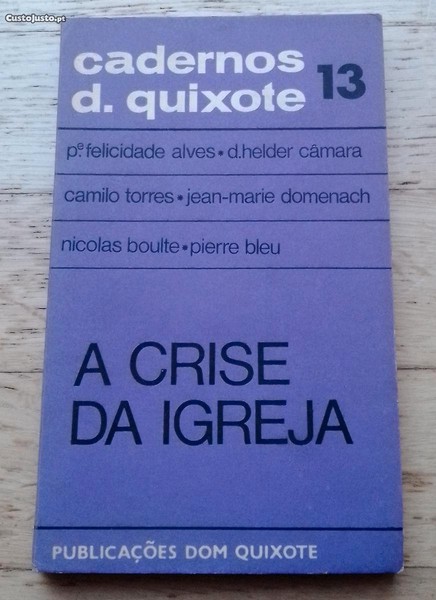 CustoJusto.pt
cadernos
d. quixote 13
pe. felicidade alves • d.helder câmara
camilo torres • jean-marie domenach
nicolas boulte • pierre bleu
A CRISE
DA IGREJA
PUBLICAÇÕES DOM QUIXOTE